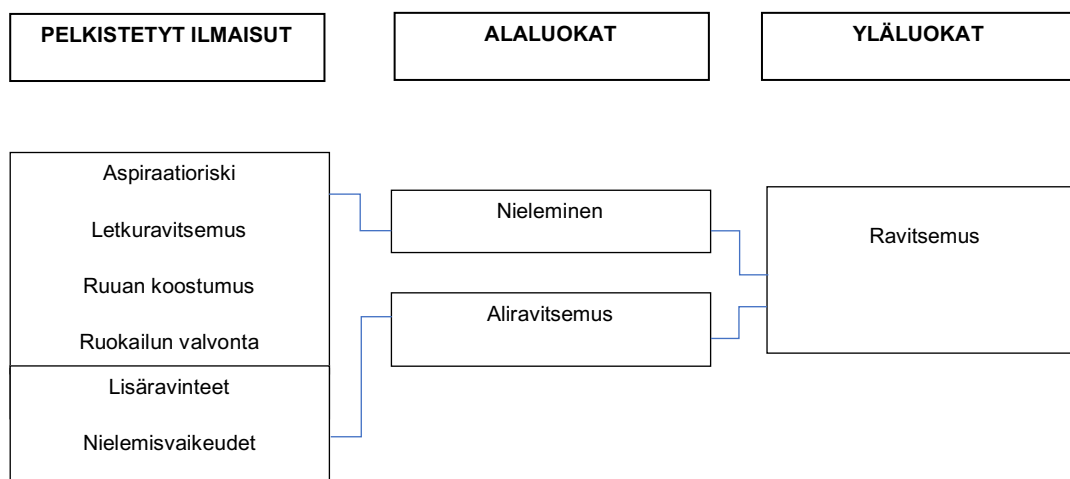 PELKISTETYT ILMAISUT
ALALUOKAT
YLÄLUOKAT
Aspiraatioriski
Letkuravitsemus
Ruuan koostumus
Ruokailun valvonta
Lisäravinteet
Nielemisvaikeudet
Nieleminen
Aliravitsemus
Ravitsemus